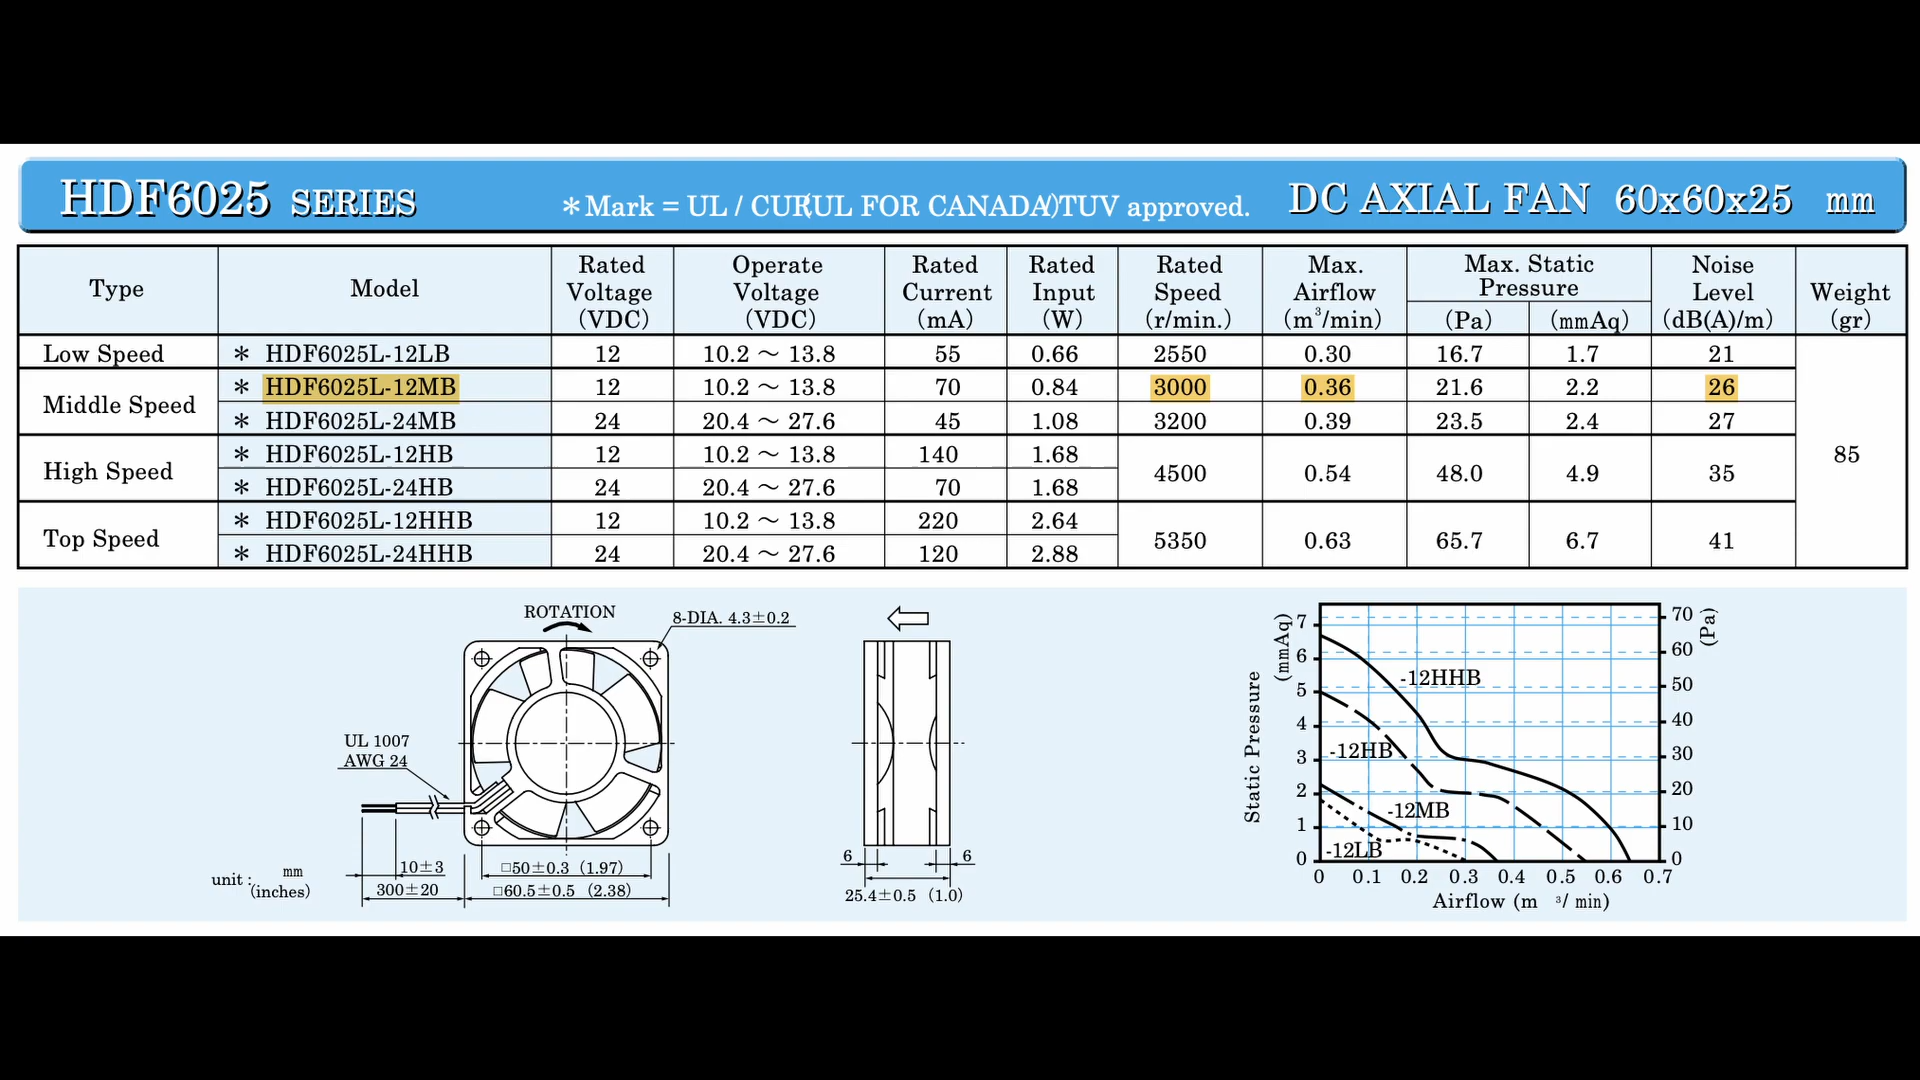 HDF6025 SERIES
*Mark = UL / CUR(UL FOR CANADA)/TUV approved.
DC AXIAL FAN 60x60x25 mm
Type
Model
Rated Voltage (VDC)
Operate Voltage (VDC)
Rated Current (mA)
Rated Input (W)
Rated Speed (r/min.)
Max. Airflow (m³/min)
Max. Static Pressure
(Pa) (mmAq)
Noise Level (dB(A)/m)
Weight (gr)
Low Speed * HDF6025L-12LB 12 10.2 ~ 13.8 55 0.66 2550 0.30 16.7 1.7 21
Middle Speed
* HDF6025L-12MB 12 10.2 ~ 13.8 70 0.84 3000 0.36 21.6 2.2 26
* HDF6025L-24MB 24 20.4 ~ 27.6 45 1.08 3200 0.39 23.5 2.4 27
High Speed
* HDF6025L-12HB 12 10.2 ~ 13.8 140 1.68
* HDF6025L-24HB 24 20.4 ~ 27.6 70 1.68
4500 0.54 48.0 4.9 35
85
Top Speed
* HDF6025L-12HHB 12 10.2 ~ 13.8 220 2.64
* HDF6025L-24HHB 24 20.4 ~ 27.6 120 2.88
5350 0.63 65.7 6.7 41
ROTATION
8-DIA. 4.3±0.2
UL 1007
AWG 24
10±3
300±20
□50±0.3 (1.97)
□60.5±0.5 (2.38)
unit : mm
(inches)
6 6
25.4±0.5 (1.0)
Static Pressure (mmAq)
7
6
5
4
3
2
1
0
-12HHB
-12HB
-12MB
-12LB
70
60
50
40
30
20
10
0
(Pa)
0 0.1 0.2 0.3 0.4 0.5 0.6 0.7
Airflow (m ³/ min)